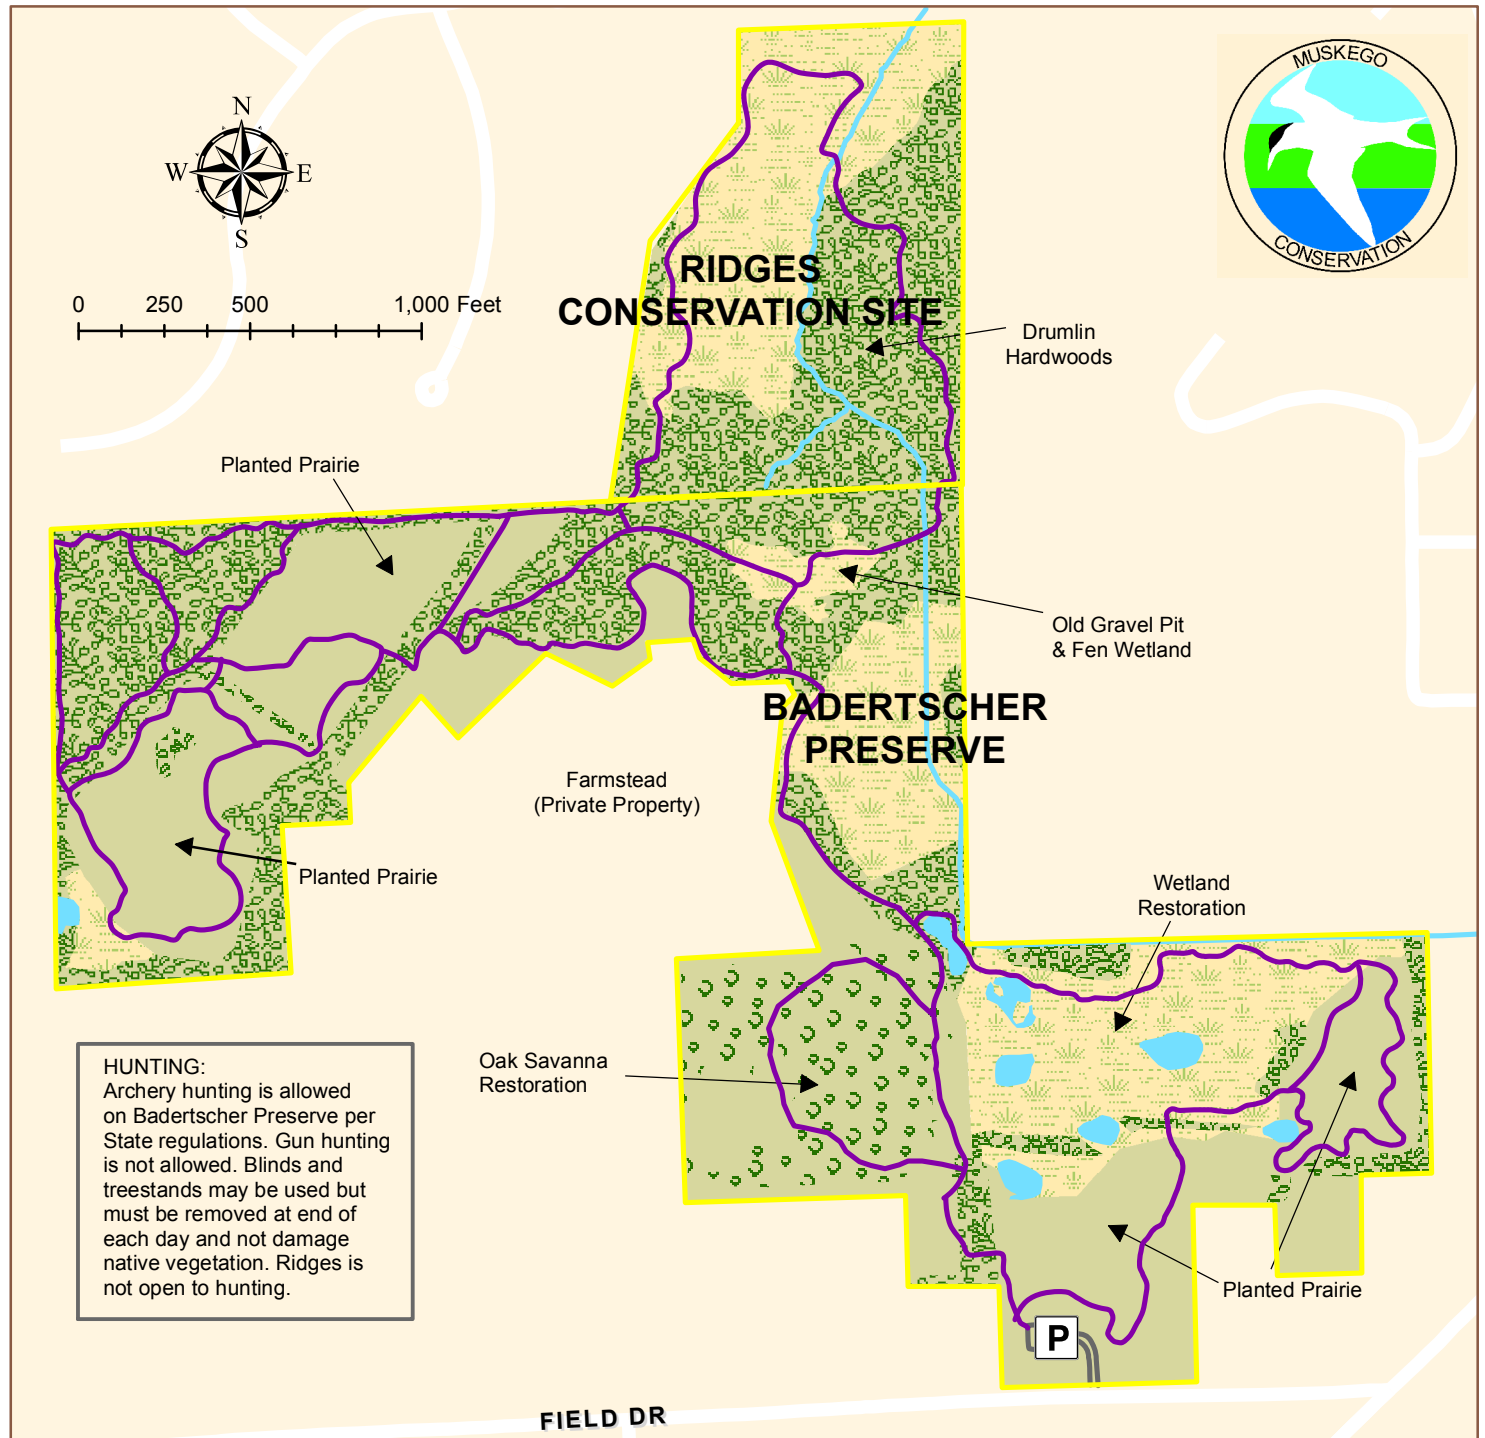 MUSKEGO
CONSERVATION
N
W
E
S
0
250
500
1,000 Feet
RIDGES
CONSERVATION SITE
Drumlin
Hardwoods
Planted Prairie
Old Gravel Pit
& Fen Wetland
BADERTSCHER
PRESERVE
Farmstead
(Private Property)
Planted Prairie
Wetland
Restoration
Oak Savanna
Restoration
HUNTING:
Archery hunting is allowed
on Badertscher Preserve per
State regulations. Gun hunting
is not allowed. Blinds and
treestands may be used but
must be removed at end of
each day and not damage
native vegetation. Ridges is
not open to hunting.
Planted Prairie
P
FIELD DR